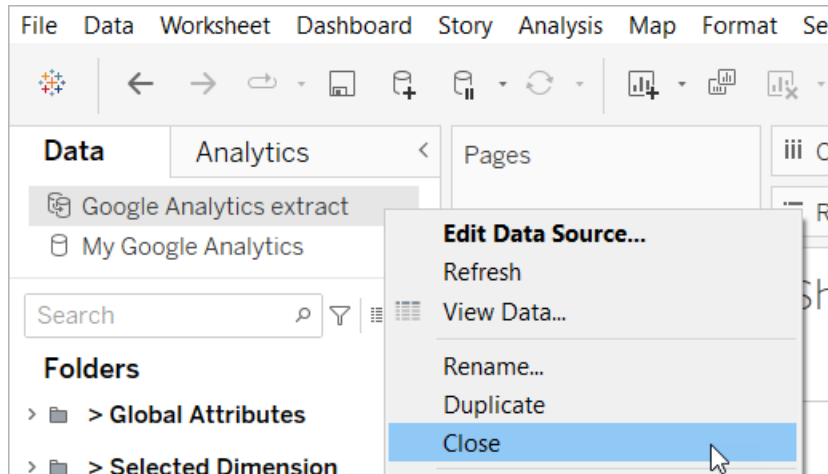 File Data Worksheet Dashboard Story Analysis Map Format Se
Data Analytics
Pages
Google Analytics extract
My Google Analytics
Search
Folders
> Global Attributes
> Selected Dimension
Edit Data Source...
Refresh
View Data...
Rename...
Duplicate
Close